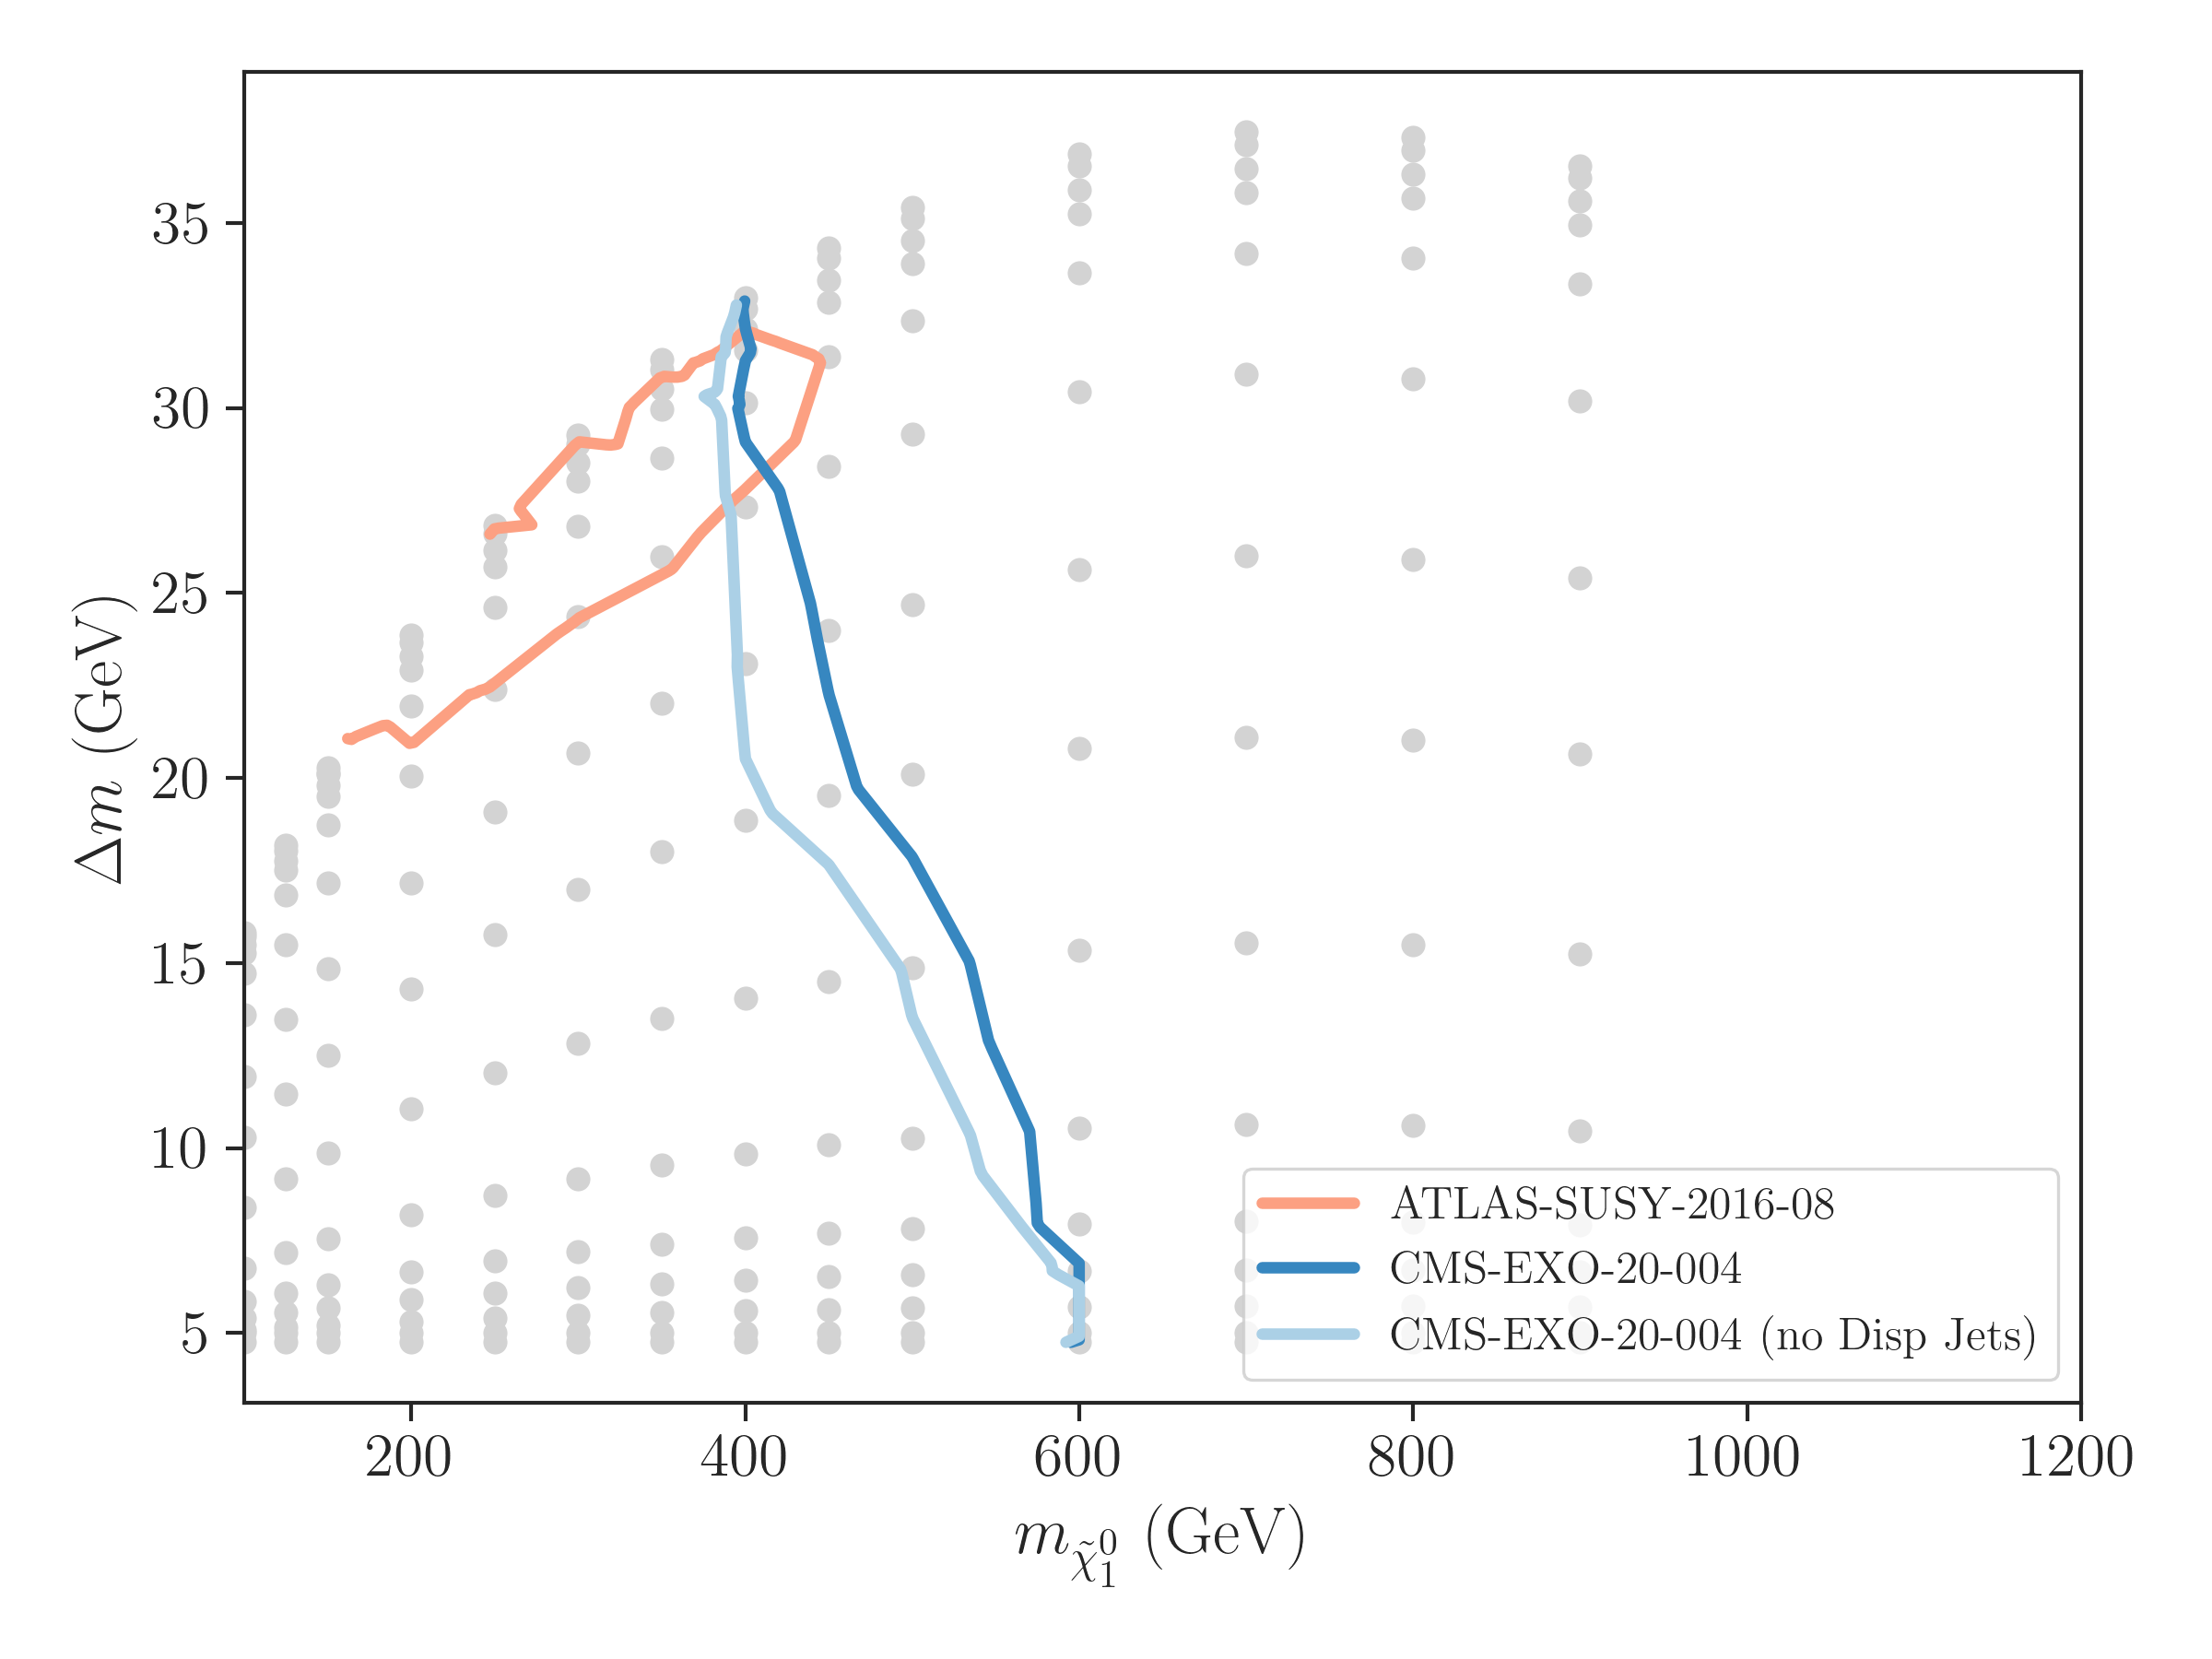 35
30
25
20
15
10
5
Δm (GeV)
ATLAS-SUSY-2016-08
CMS-EXO-20-004
CMS-EXO-20-004 (no Disp Jets)
200 400 600 800 1000 1200
m_{\tilde{χ}_1^0} (GeV)